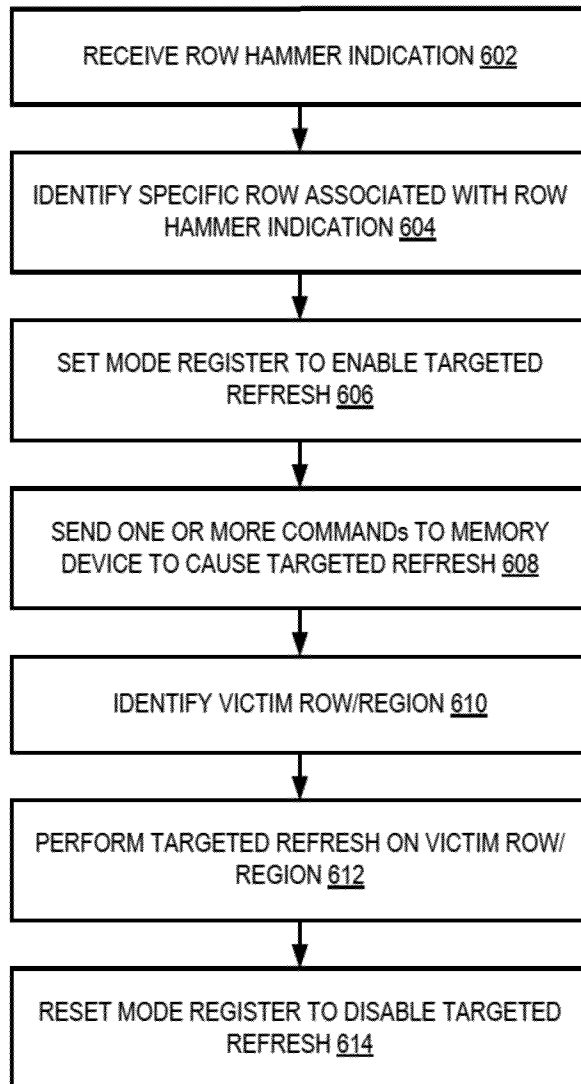 RECEIVE ROW HAMMER INDICATION 602
IDENTIFY SPECIFIC ROW ASSOCIATED WITH ROW
HAMMER INDICATION 604
SET MODE REGISTER TO ENABLE TARGETED
REFRESH 606
SEND ONE OR MORE COMMANDs TO MEMORY
DEVICE TO CAUSE TARGETED REFRESH 608
IDENTIFY VICTIM ROW/REGION 610
PERFORM TARGETED REFRESH ON VICTIM ROW/
REGION 612
RESET MODE REGISTER TO DISABLE TARGETED
REFRESH 614